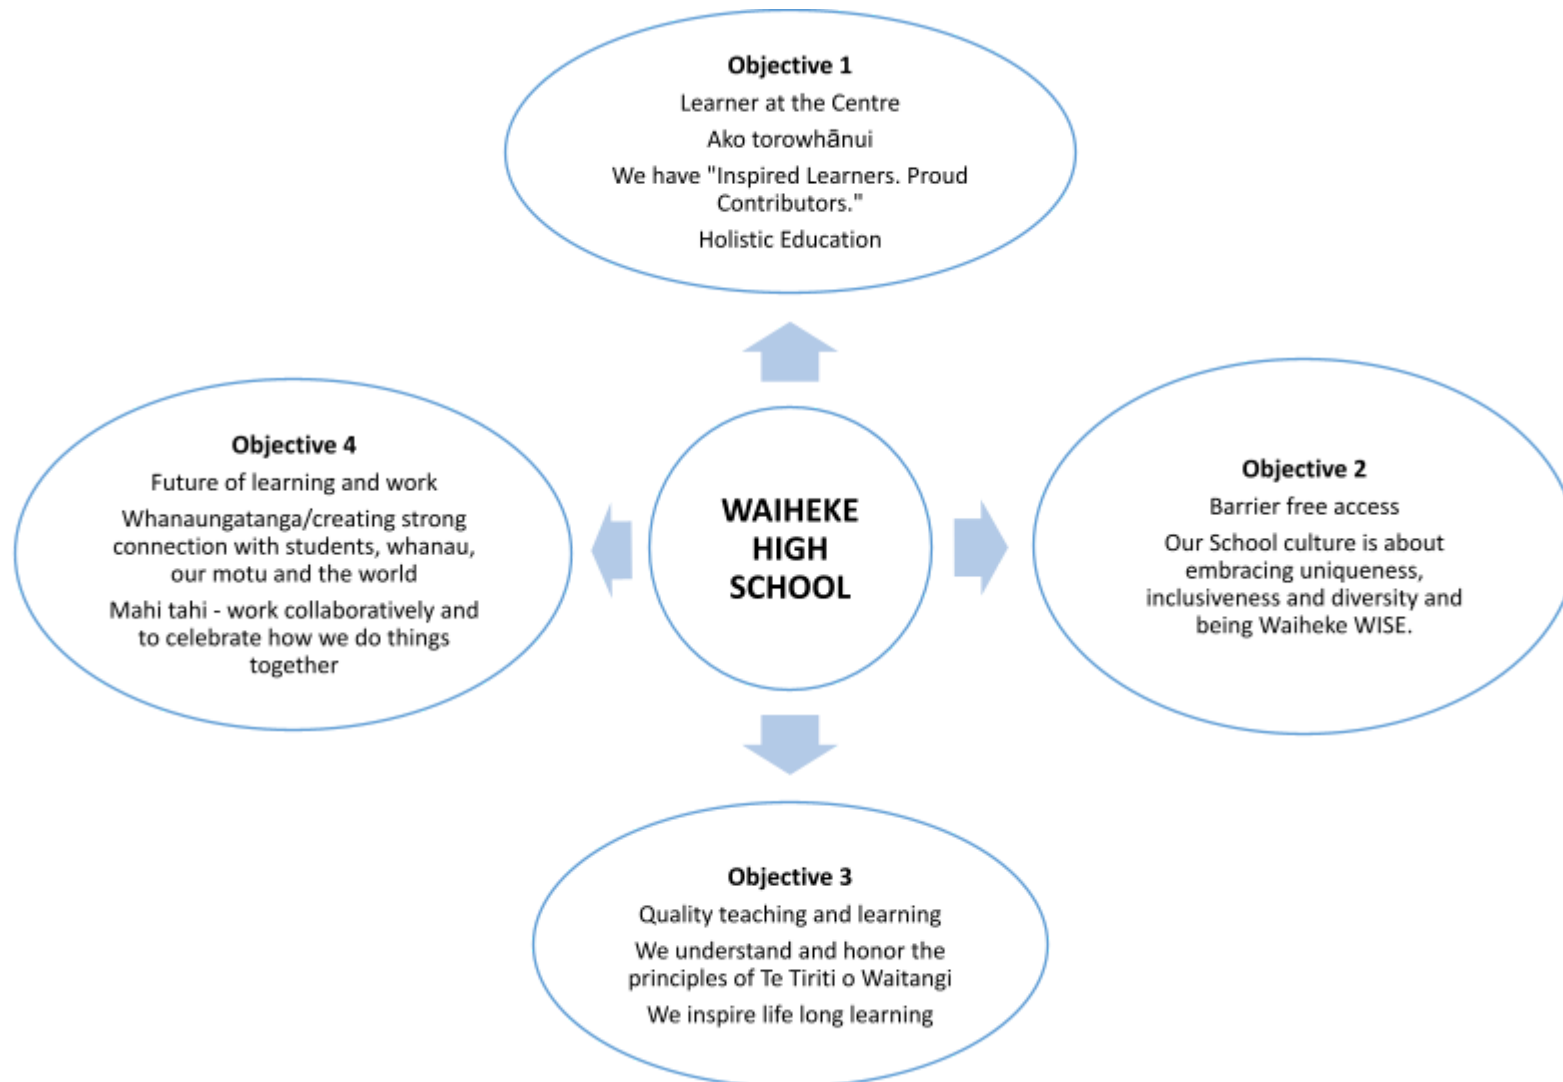 Objective 1
Learner at the Centre
Ako torowhānui
We have "Inspired Learners. Proud
Contributors."
Holistic Education
Objective 4
Future of learning and work
Whanaungatanga/creating strong
connection with students, whanau,
our motu and the world
Mahi tahi - work collaboratively and
to celebrate how we do things
together
WAIHEKE
HIGH
SCHOOL
Objective 2
Barrier free access
Our School culture is about
embracing uniqueness,
inclusiveness and diversity and
being Waiheke WISE.
Objective 3
Quality teaching and learning
We understand and honor the
principles of Te Tiriti o Waitangi
We inspire life long learning